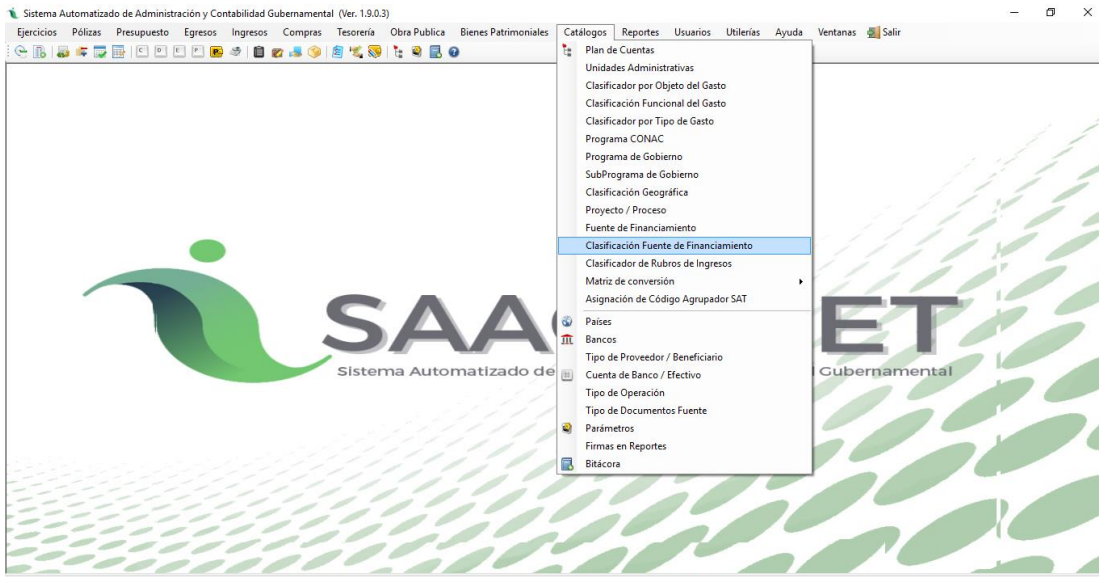 Sistema Automatizado de Administración y Contabilidad Gubernamental (Ver. 1.9.0.3)
Ejercicios Pólizas Presupuesto Egresos Ingresos Compras Tesorería Obra Publica Bienes Patrimoniales Catálogos Reportes Usuarios Utilerías Ayuda Ventanas Salir
Plan de Cuentas
Unidades Administrativas
Clasificador por Objeto del Gasto
Clasificación Funcional del Gasto
Clasificador por Tipo de Gasto
Programa CONAC
Programa de Gobierno
SubPrograma de Gobierno
Clasificación Geográfica
Proyecto / Proceso
Fuente de Financiamiento
Clasificación Fuente de Financiamiento
Clasificador de Rubros de Ingresos
Matriz de conversión
Asignación de Código Agrupador SAT
Países
Bancos
Tipo de Proveedor / Beneficiario
Cuenta de Banco / Efectivo
Tipo de Operación
Tipo de Documentos Fuente
Parámetros
Firmas en Reportes
Bitácora
SAA ET
Sistema Automatizado de Gubernamental